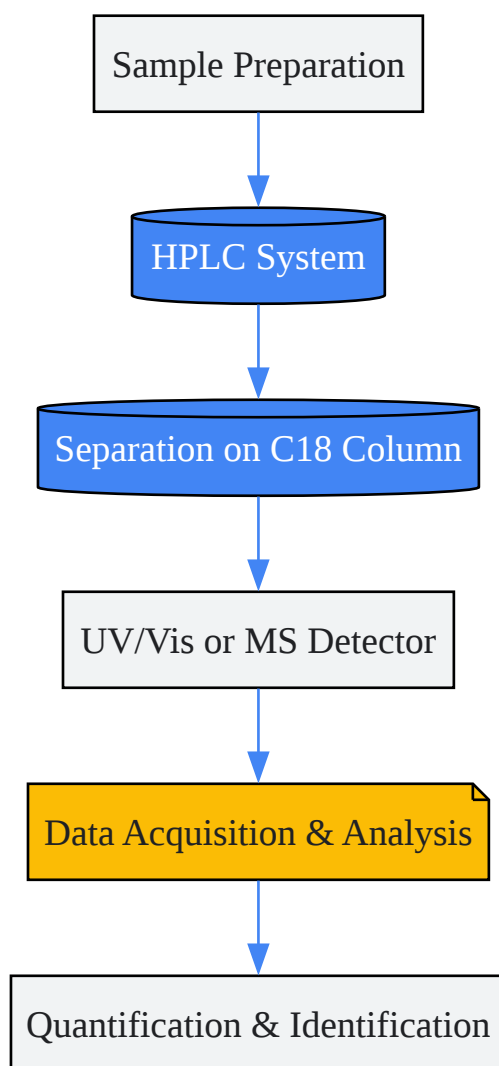 Sample Preparation
HPLC System
Separation on C18 Column
UV/Vis or MS Detector
Data Acquisition & Analysis
Quantification & Identification